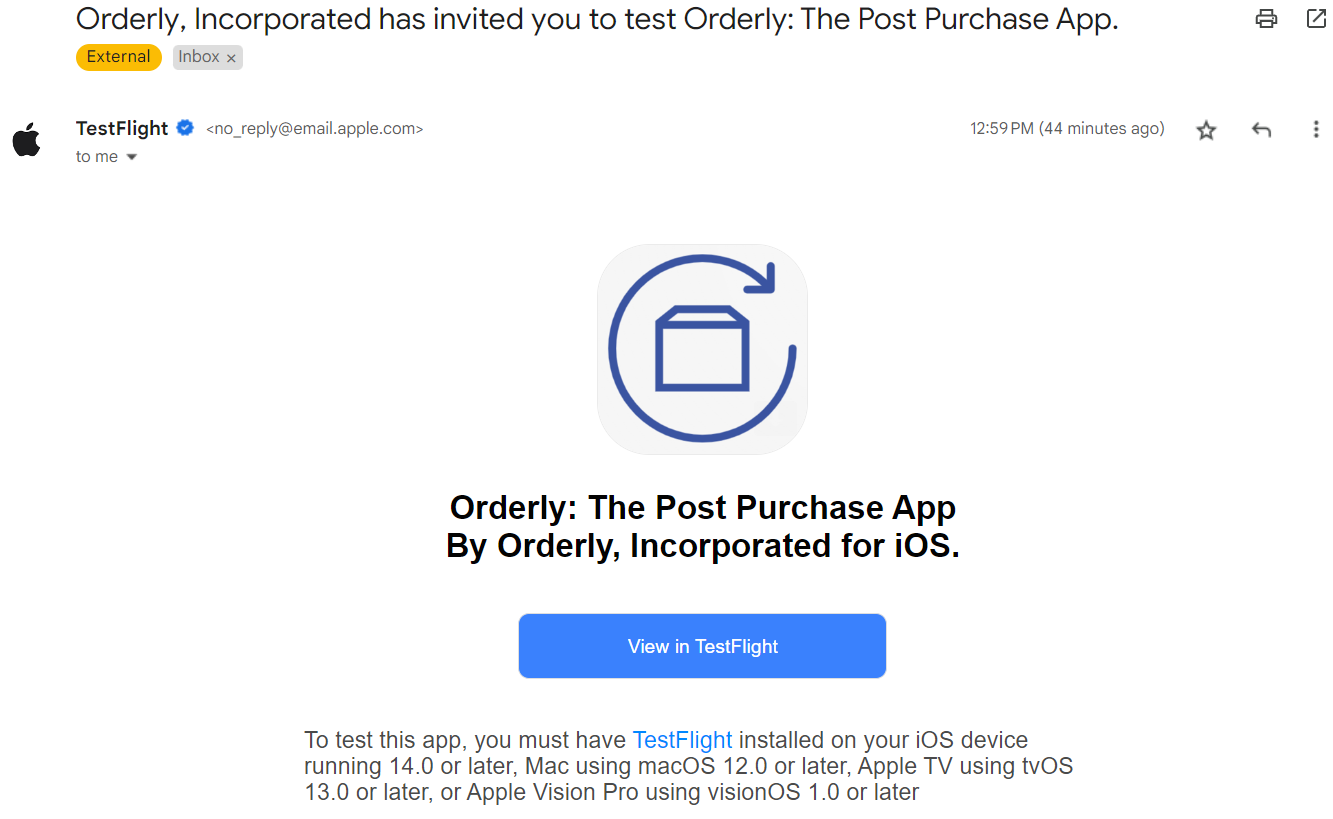 Orderly, Incorporated has invited you to test Orderly: The Post Purchase App.
External Inbox ×
TestFlight <no_reply@email.apple.com> 12:59 PM (44 minutes ago)
to me
Orderly: The Post Purchase App
By Orderly, Incorporated for iOS.
View in TestFlight
To test this app, you must have TestFlight installed on your iOS device
running 14.0 or later, Mac using macOS 12.0 or later, Apple TV using tvOS
13.0 or later, or Apple Vision Pro using visionOS 1.0 or later